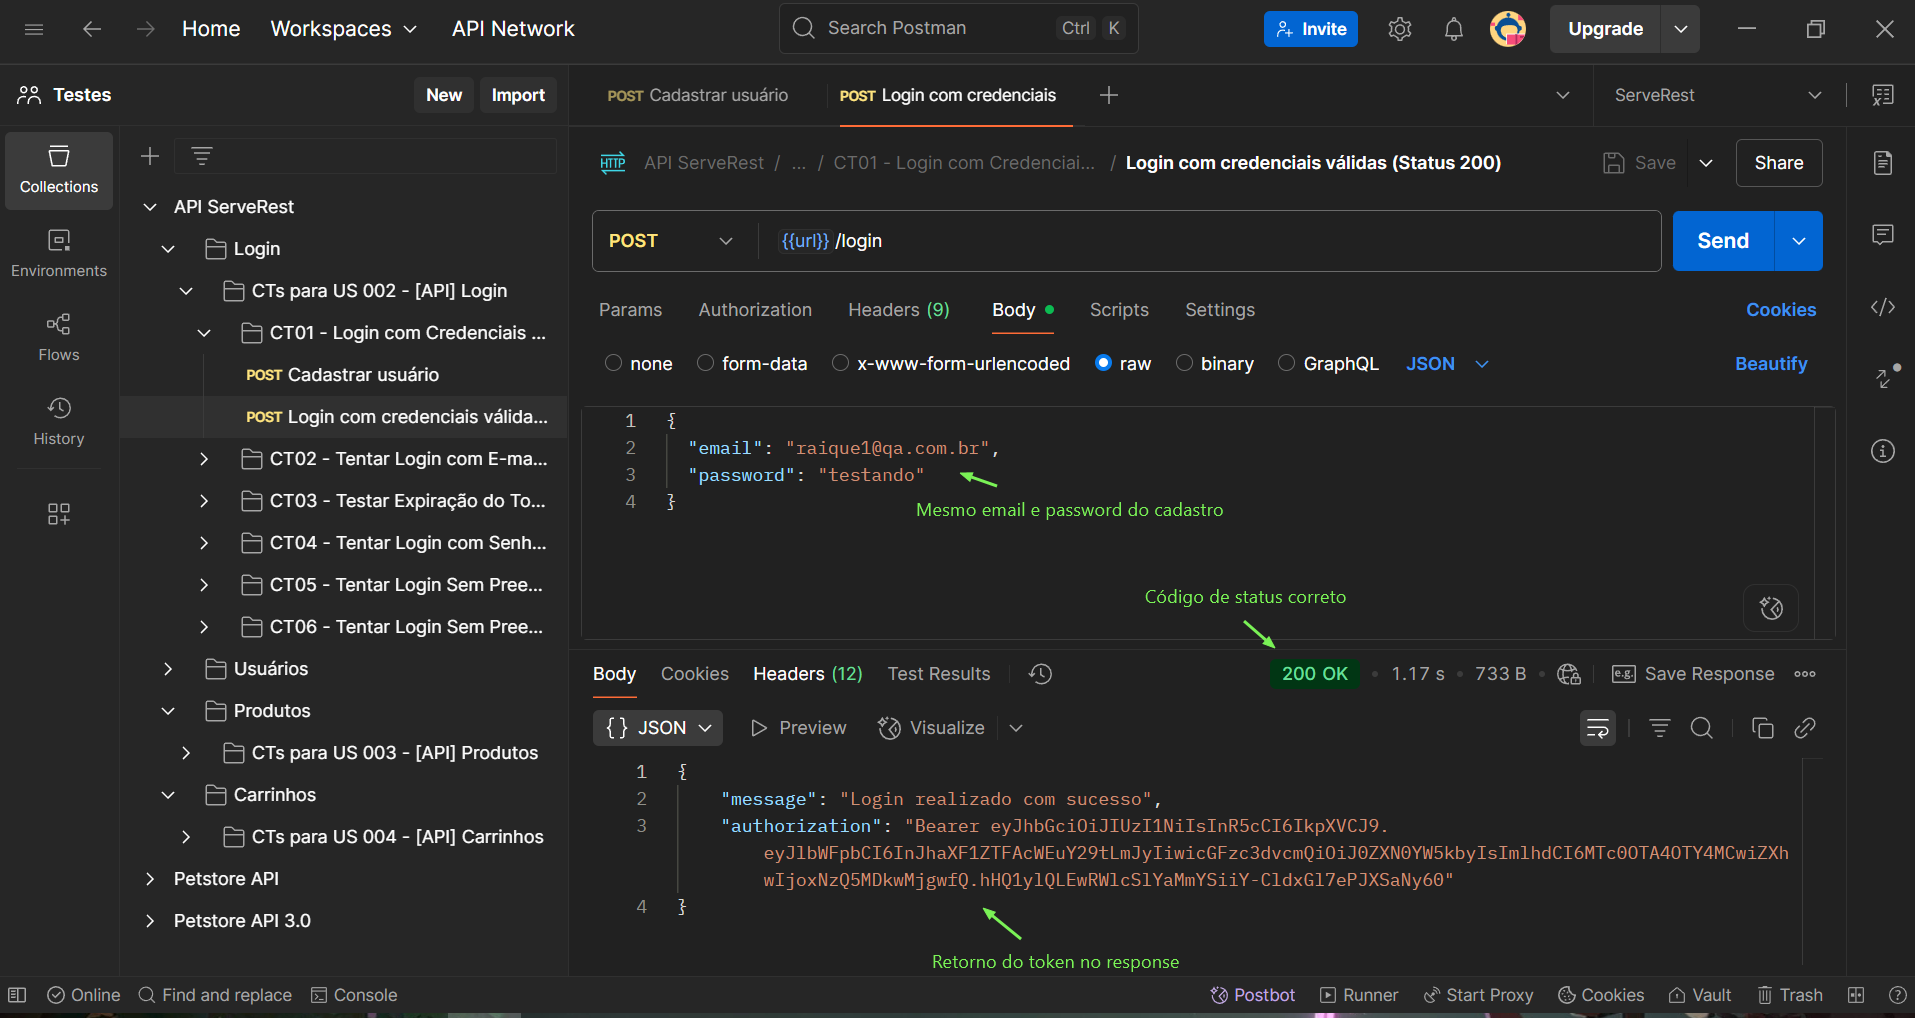 Home Workspaces API Network Search Postman Ctrl K Invite Upgrade
Testes New Import
POST Cadastrar usuário POST Login com credenciais ServeRest
Collections
Environments
Flows
History
API ServeRest
Login
CTs para US 002 - [API] Login
CT01 - Login com Credenciais ...
POST Cadastrar usuário
POST Login com credenciais válida...
CT02 - Tentar Login com E-ma...
CT03 - Testar Expiração do To...
CT04 - Tentar Login com Senh...
CT05 - Tentar Login Sem Pree...
CT06 - Tentar Login Sem Pree...
Usuários
Produtos
CTs para US 003 - [API] Produtos
Carrinhos
CTs para US 004 - [API] Carrinhos
Petstore API
Petstore API 3.0
HTTP API ServeRest / ... / CT01 - Login com Credenciai... / Login com credenciais válidas (Status 200) Save Share
POST {{url}} /login Send
Params Authorization Headers (9) Body Scripts Settings Cookies
none form-data x-www-form-urlencoded raw binary GraphQL JSON Beautify
1 {
2 "email": "raique1@qa.com.br",
3 "password": "testando"
4 }
Mesmo email e password do cadastro
Código de status correto
Body Cookies Headers (12) Test Results 200 OK • 1.17 s • 733 B • e.g. Save Response
{} JSON Preview Visualize
1 {
2 "message": "Login realizado com sucesso",
3 "authorization": "Bearer eyJhbGciOiJIUzI1NiIsInR5cCI6IkpXVCJ9.
eyJlbWFpbCI6InJhaXF1ZTFAcWEuY29tLmJyIiwicGFzc3dvcmQiOiJ0ZXN0YW5kbyIsImlhdCI6MTc0OTA4OTY4MCwiZXh
wIjoxNzQ5MDkwMjgwfQ.hHQ1ylQLEwRWlcSlYaMmYSiiY-CldxGl7ePJXSaNy60"
4 }
Retorno do token no response
Online Find and replace Console Postbot Runner Start Proxy Cookies Vault Trash